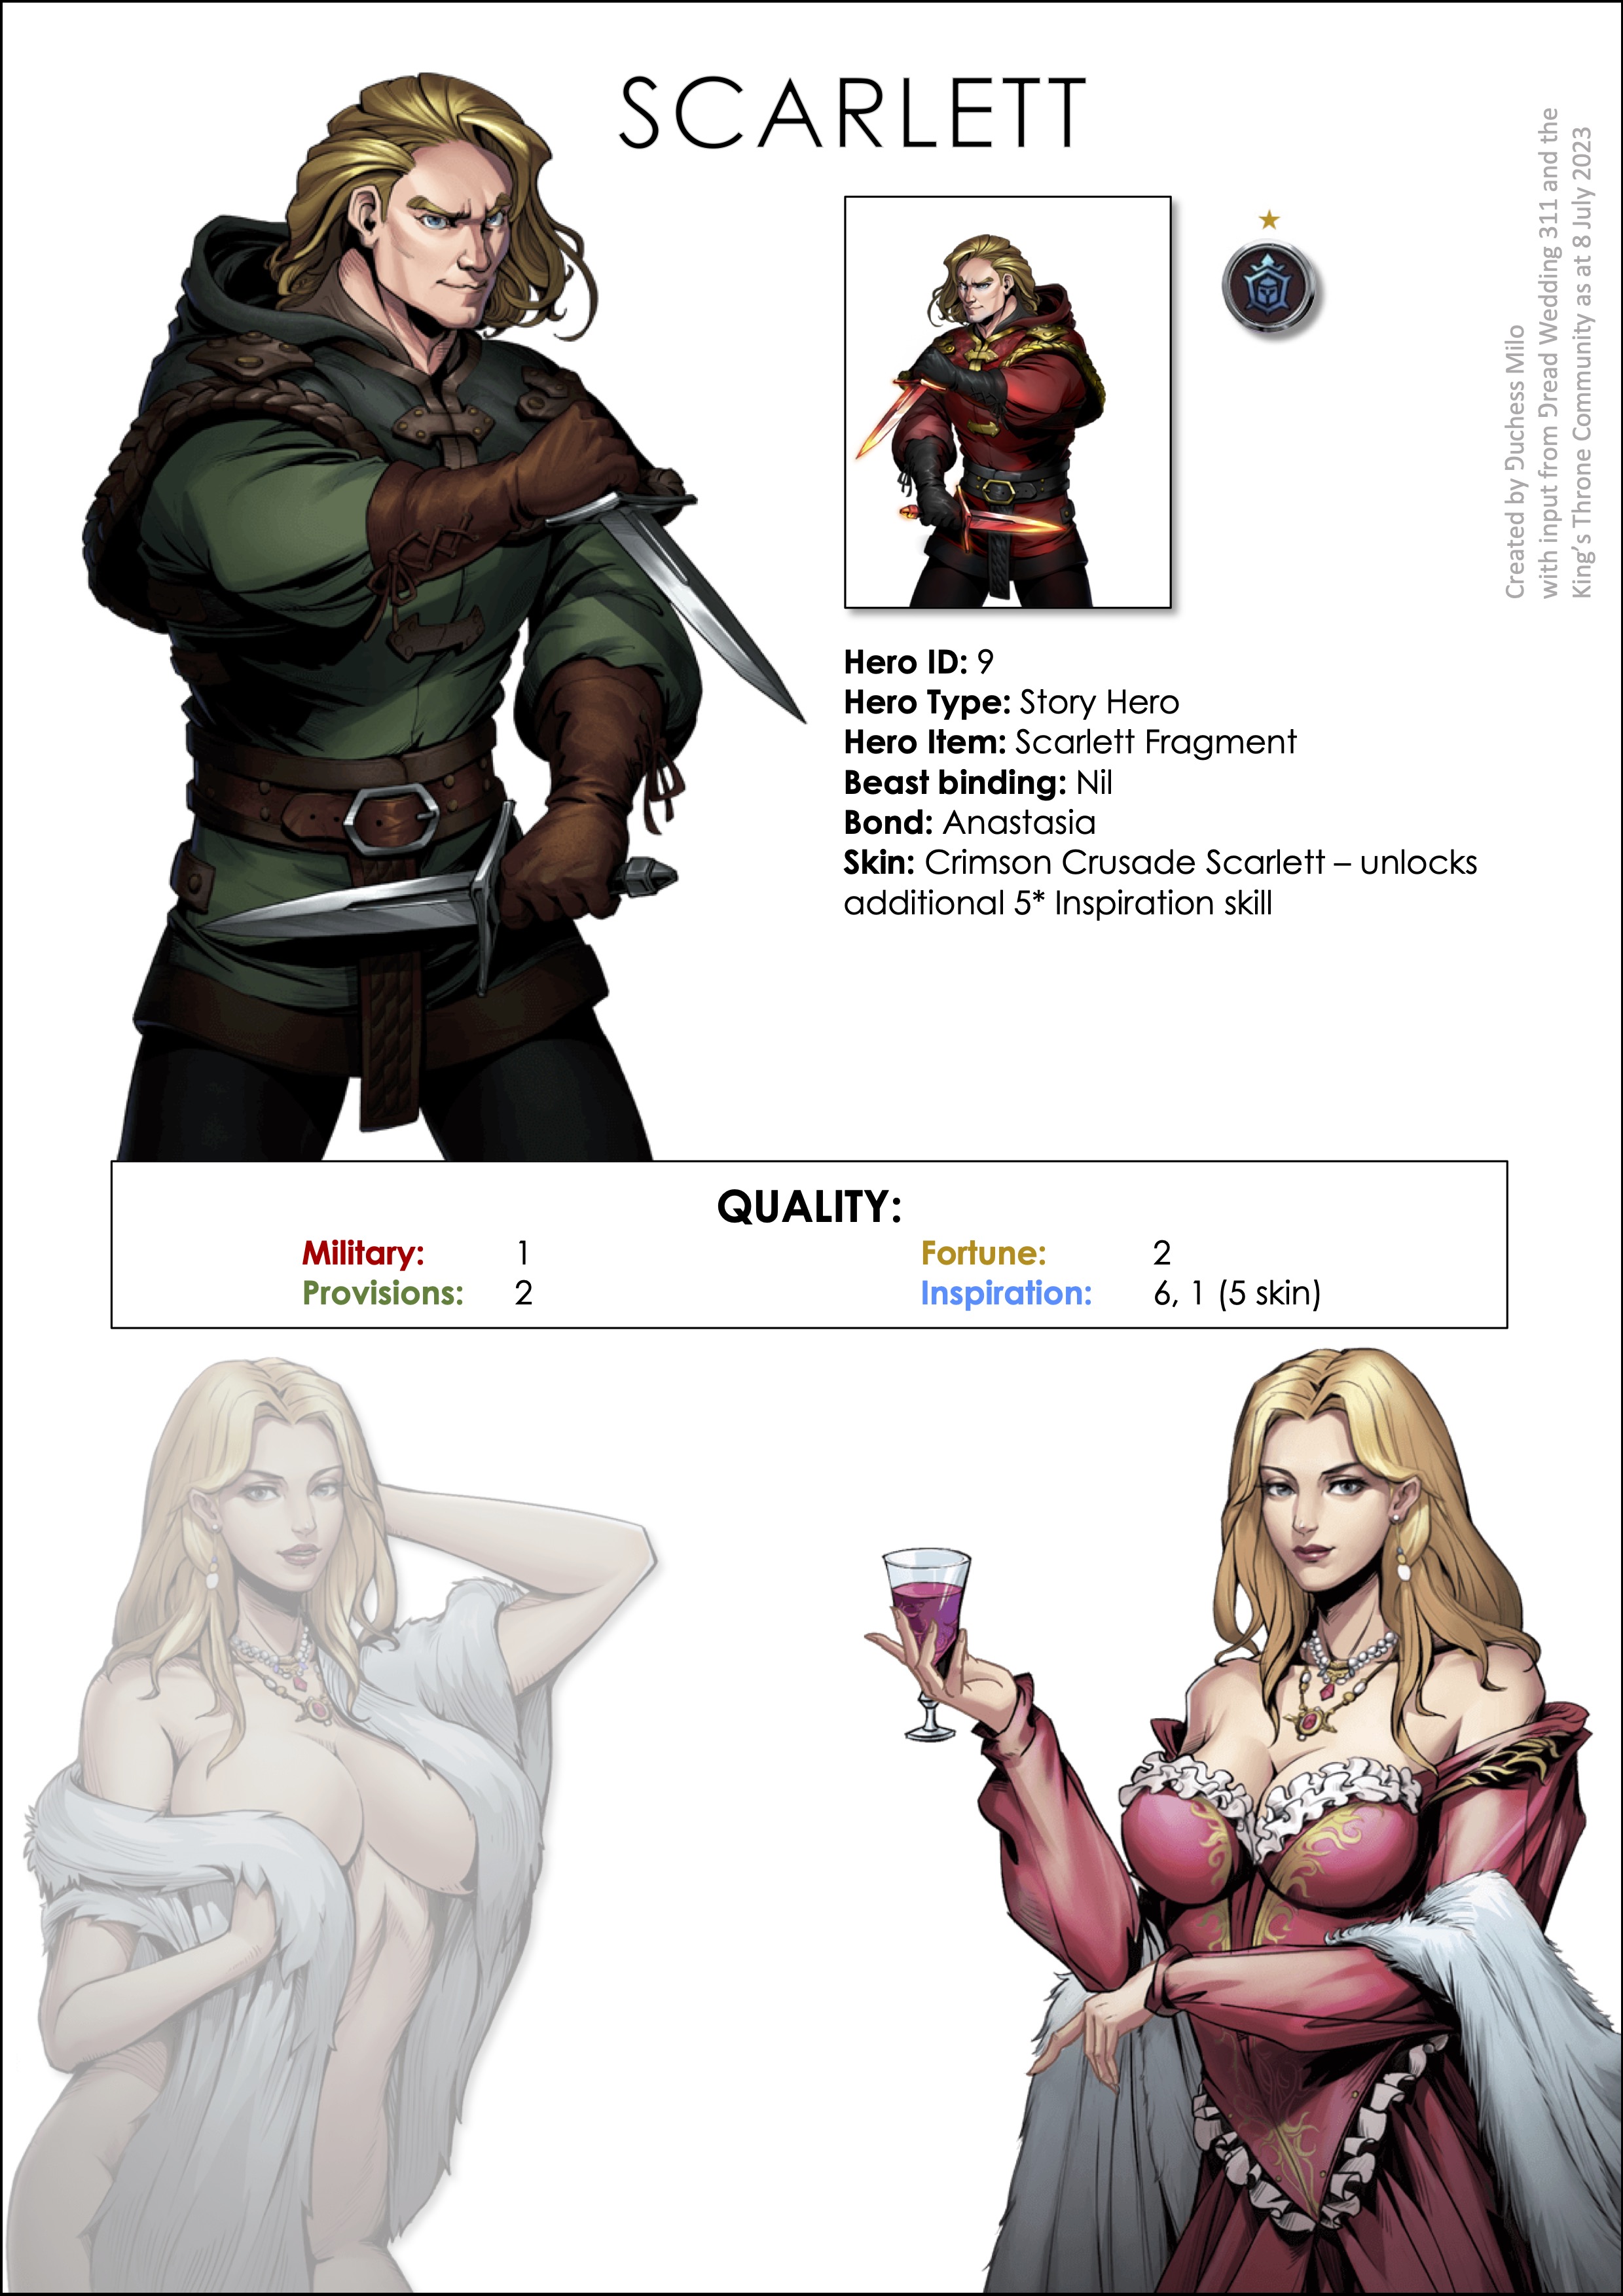 SCARLETT
Created by Duchess Milo
with input from Dread Wedding 311 and the
King's Throne Community as at 8 July 2023
Hero ID: 9
Hero Type: Story Hero
Hero Item: Scarlett Fragment
Beast binding: Nil
Bond: Anastasia
Skin: Crimson Crusade Scarlett – unlocks
additional 5* Inspiration skill
QUALITY:
Military: 1 Fortune: 2
Provisions: 2 Inspiration: 6, 1 (5 skin)